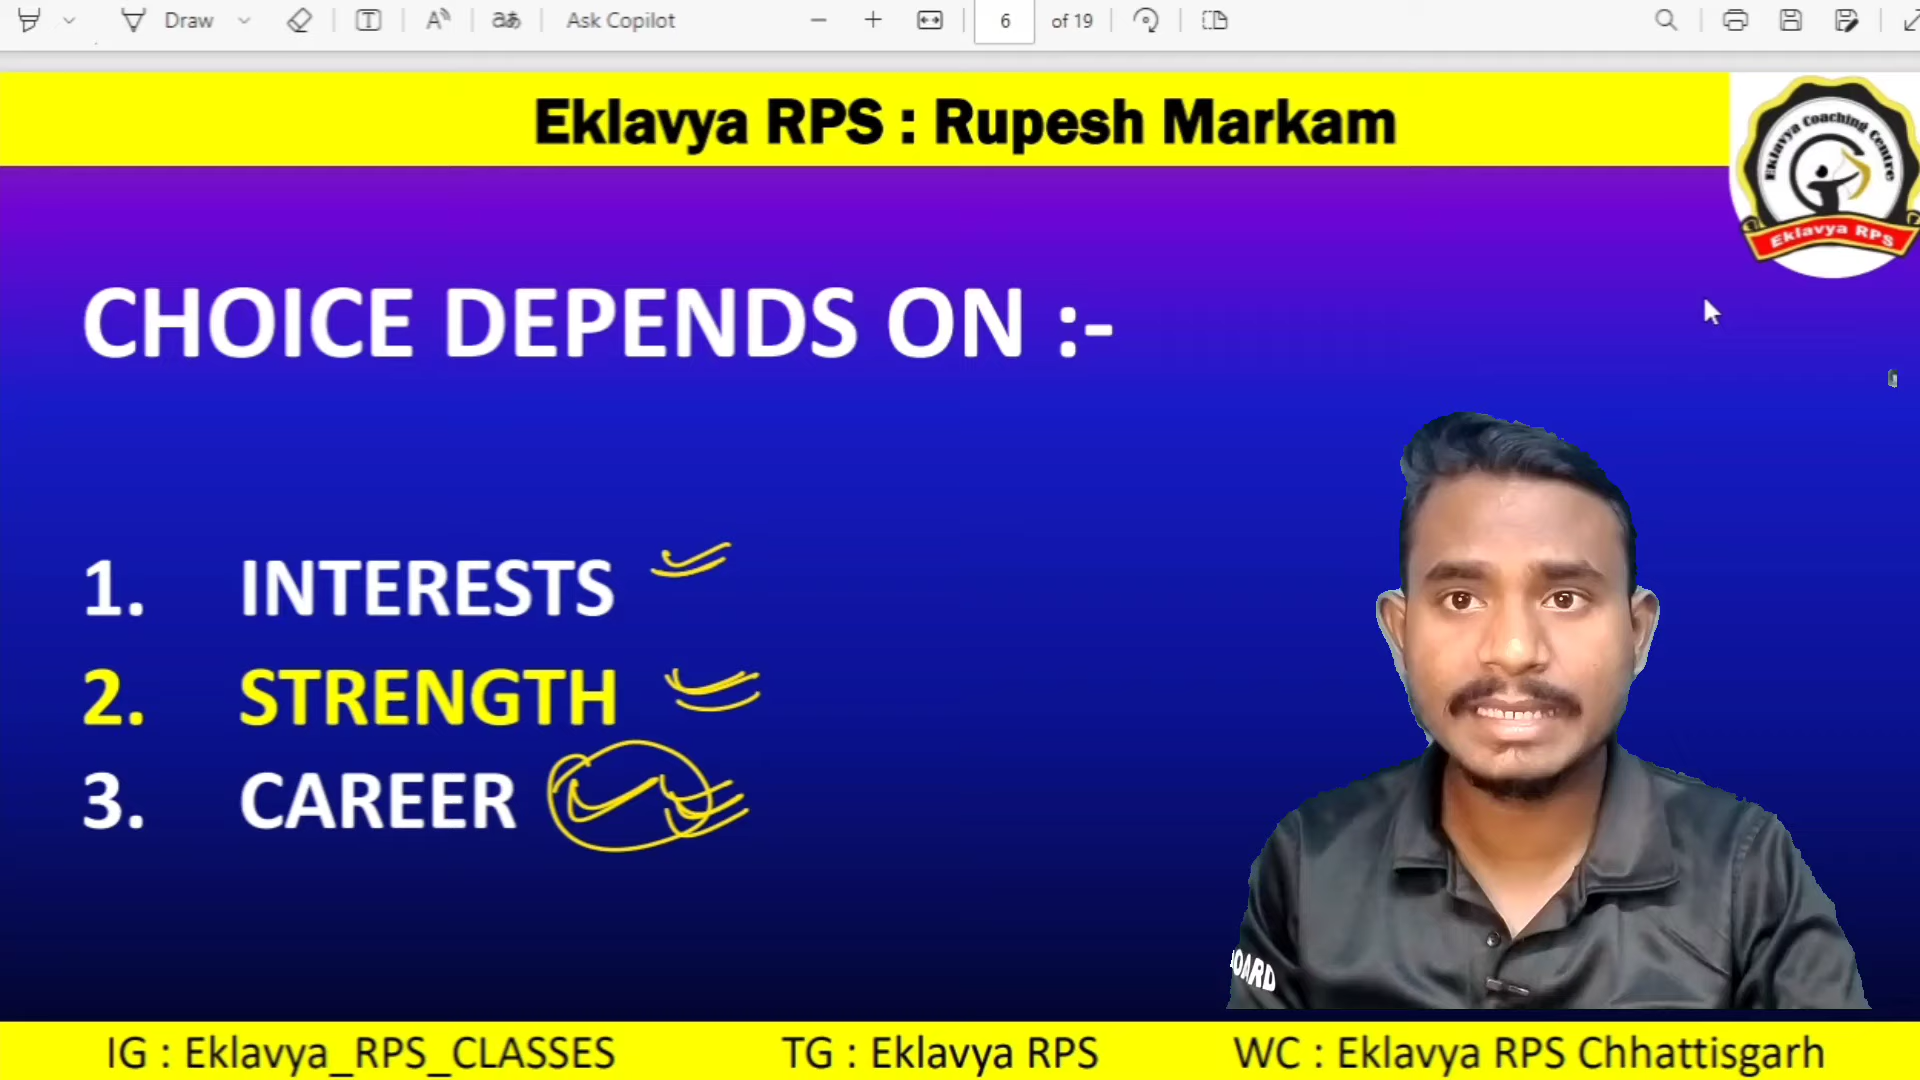 Draw
Ask Copilot
6 of 19
Eklavya RPS : Rupesh Markam
Eklavya Coaching Centre
Eklavya RPS
CHOICE DEPENDS ON :-
1. INTERESTS
2. STRENGTH
3. CAREER
OARD
IG : Eklavya_RPS_CLASSES
TG : Eklavya RPS
WC : Eklavya RPS Chhattisgarh